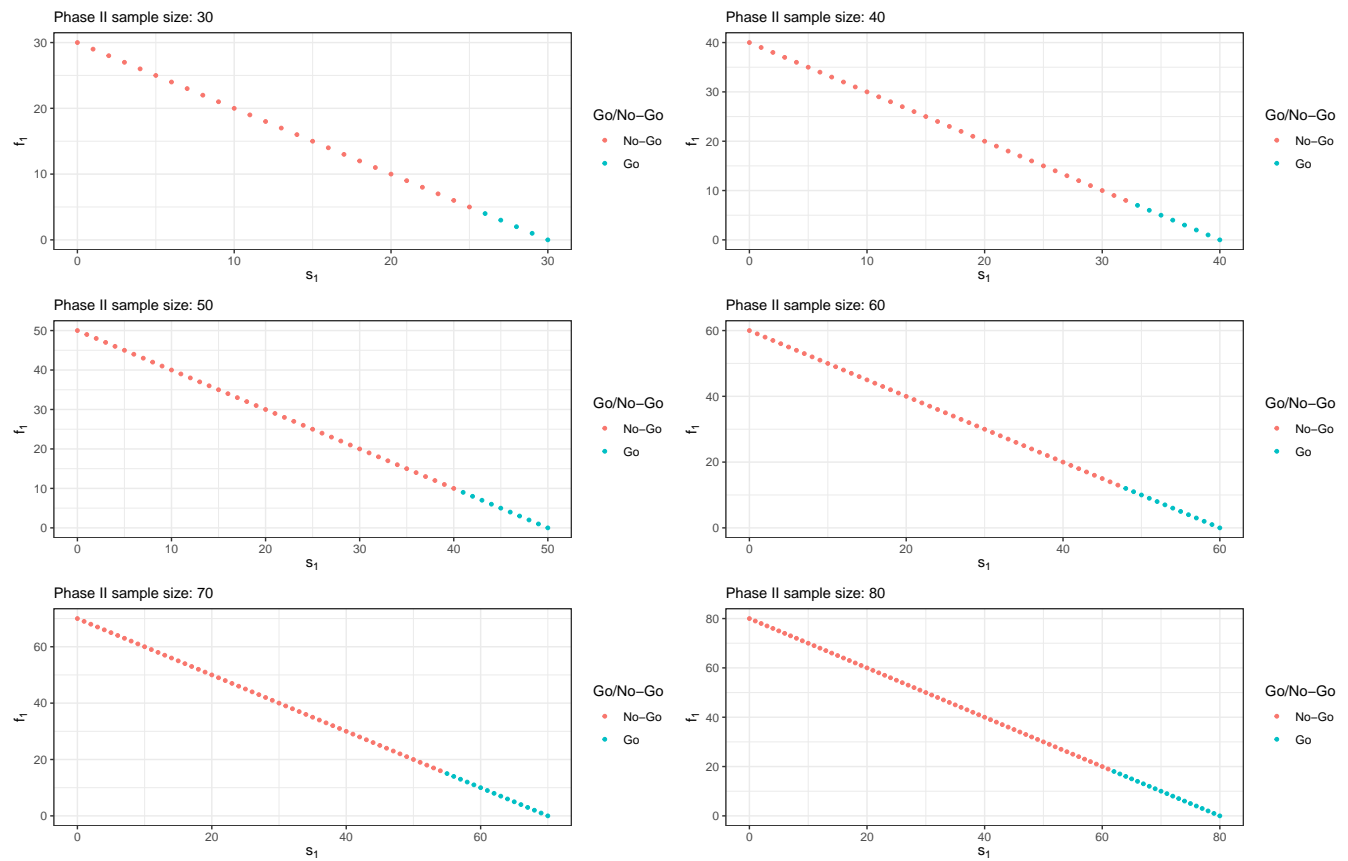 Phase II sample size: 30
30
20
10
0
f1
0 10 20 30
s1
Go/No−Go
No−Go
Go
Phase II sample size: 40
40
30
20
10
0
f1
0 10 20 30 40
s1
Go/No−Go
No−Go
Go
Phase II sample size: 50
50
40
30
20
10
0
f1
0 10 20 30 40 50
s1
Go/No−Go
No−Go
Go
Phase II sample size: 60
60
40
20
0
f1
0 20 40 60
s1
Go/No−Go
No−Go
Go
Phase II sample size: 70
60
40
20
0
f1
0 20 40 60
s1
Go/No−Go
No−Go
Go
Phase II sample size: 80
80
60
40
20
0
f1
0 20 40 60 80
s1
Go/No−Go
No−Go
Go